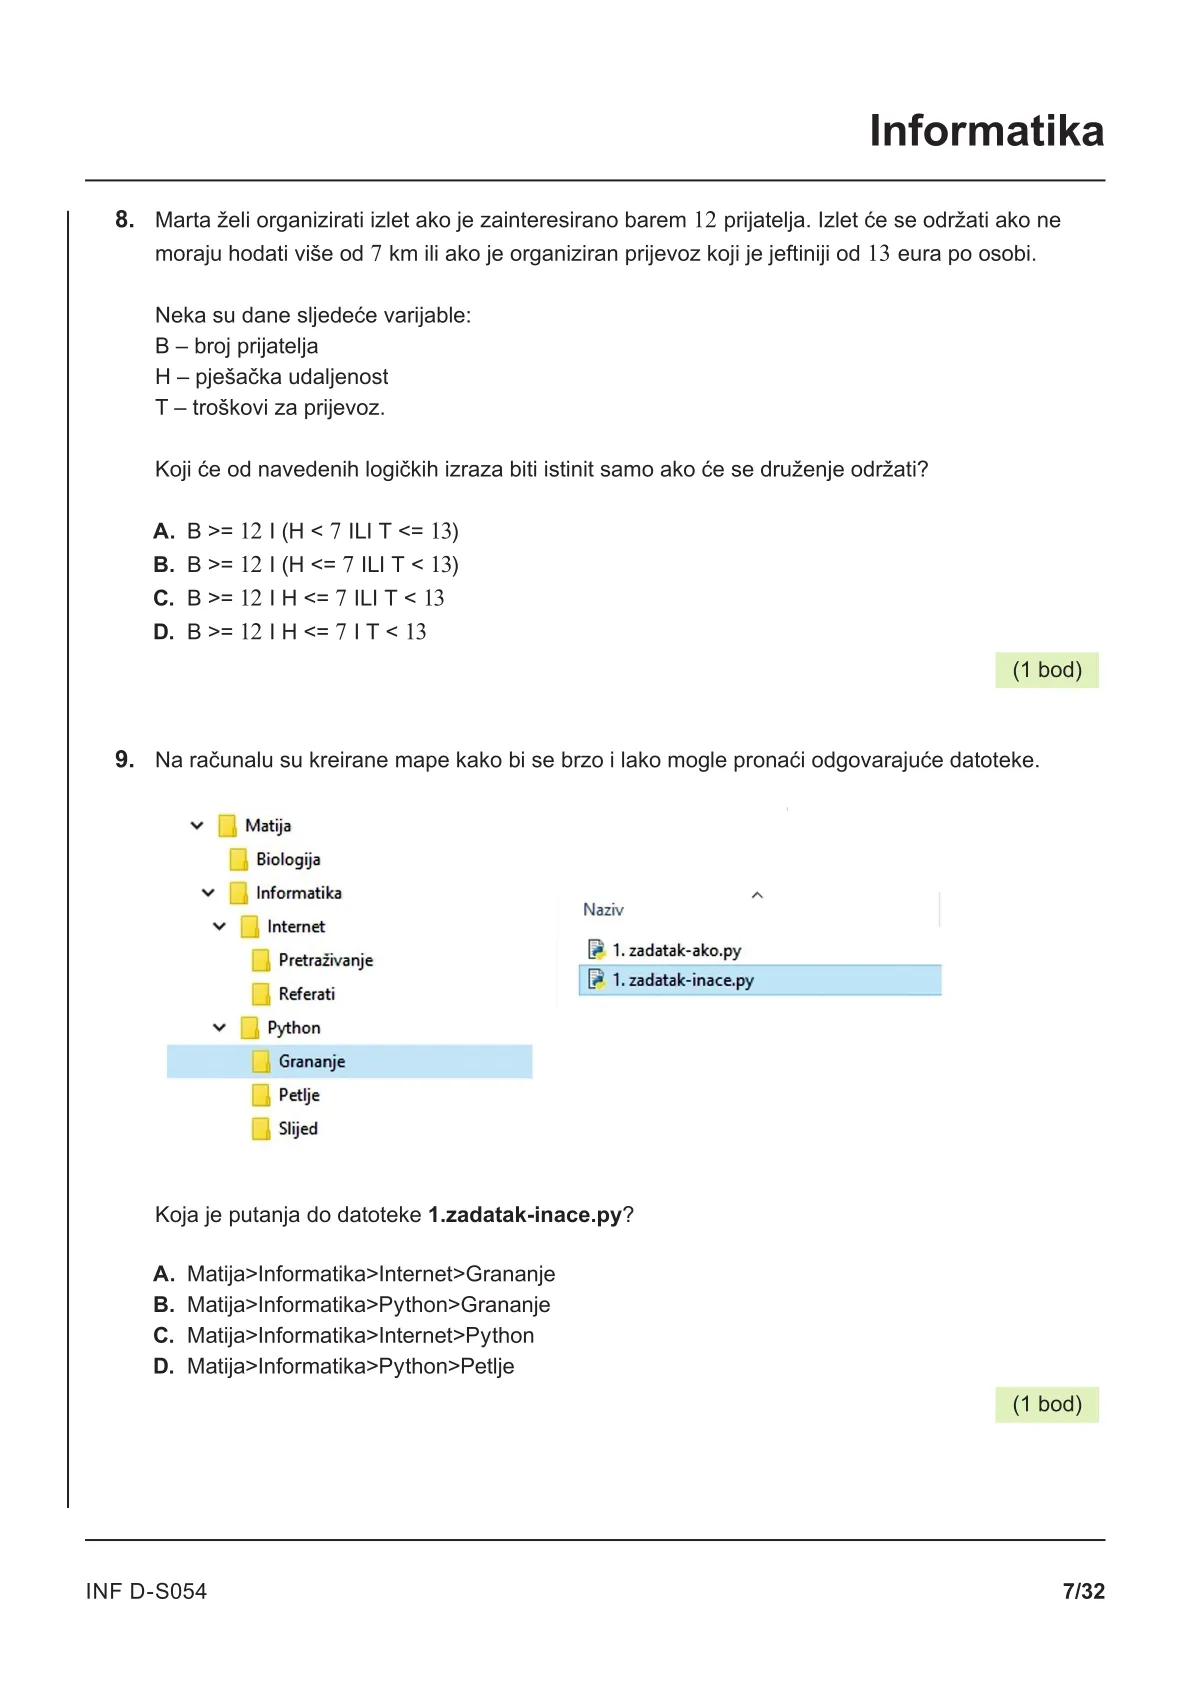 Informatika
8. Marta želi organizirati izlet ako je zainteresirano barem 12 prijatelja. Izlet će se održati ako ne
moraju hodati više od 7 km ili ako je organiziran prijevoz koji je jeftiniji od 13 eura po osobi.
Neka su dane sljedeće varijable:
B – broj prijatelja
H – pješačka udaljenost
T – troškovi za prijevoz.
Koji će od navedenih logičkih izraza biti istinit samo ako će se druženje održati?
A. B >= 12 I (H < 7 ILI T <= 13)
B. B >= 12 I (H <= 7 ILI T < 13)
C. B >= 12 I H <= 7 ILI T < 13
D. B >= 12 I H <= 7 I T < 13
(1 bod)
9. Na računalu su kreirane mape kako bi se brzo i lako mogle pronaći odgovarajuće datoteke.
Matija
Biologija
Informatika
Internet
Pretraživanje
Referati
Python
Grananje
Petlje
Slijed
Naziv
1. zadatak-ako.py
1. zadatak-inace.py
Koja je putanja do datoteke 1.zadatak-inace.py?
A. Matija>Informatika>Internet>Grananje
B. Matija>Informatika>Python>Grananje
C. Matija>Informatika>Internet>Python
D. Matija>Informatika>Python>Petlje
(1 bod)
INF D-S054
7/32